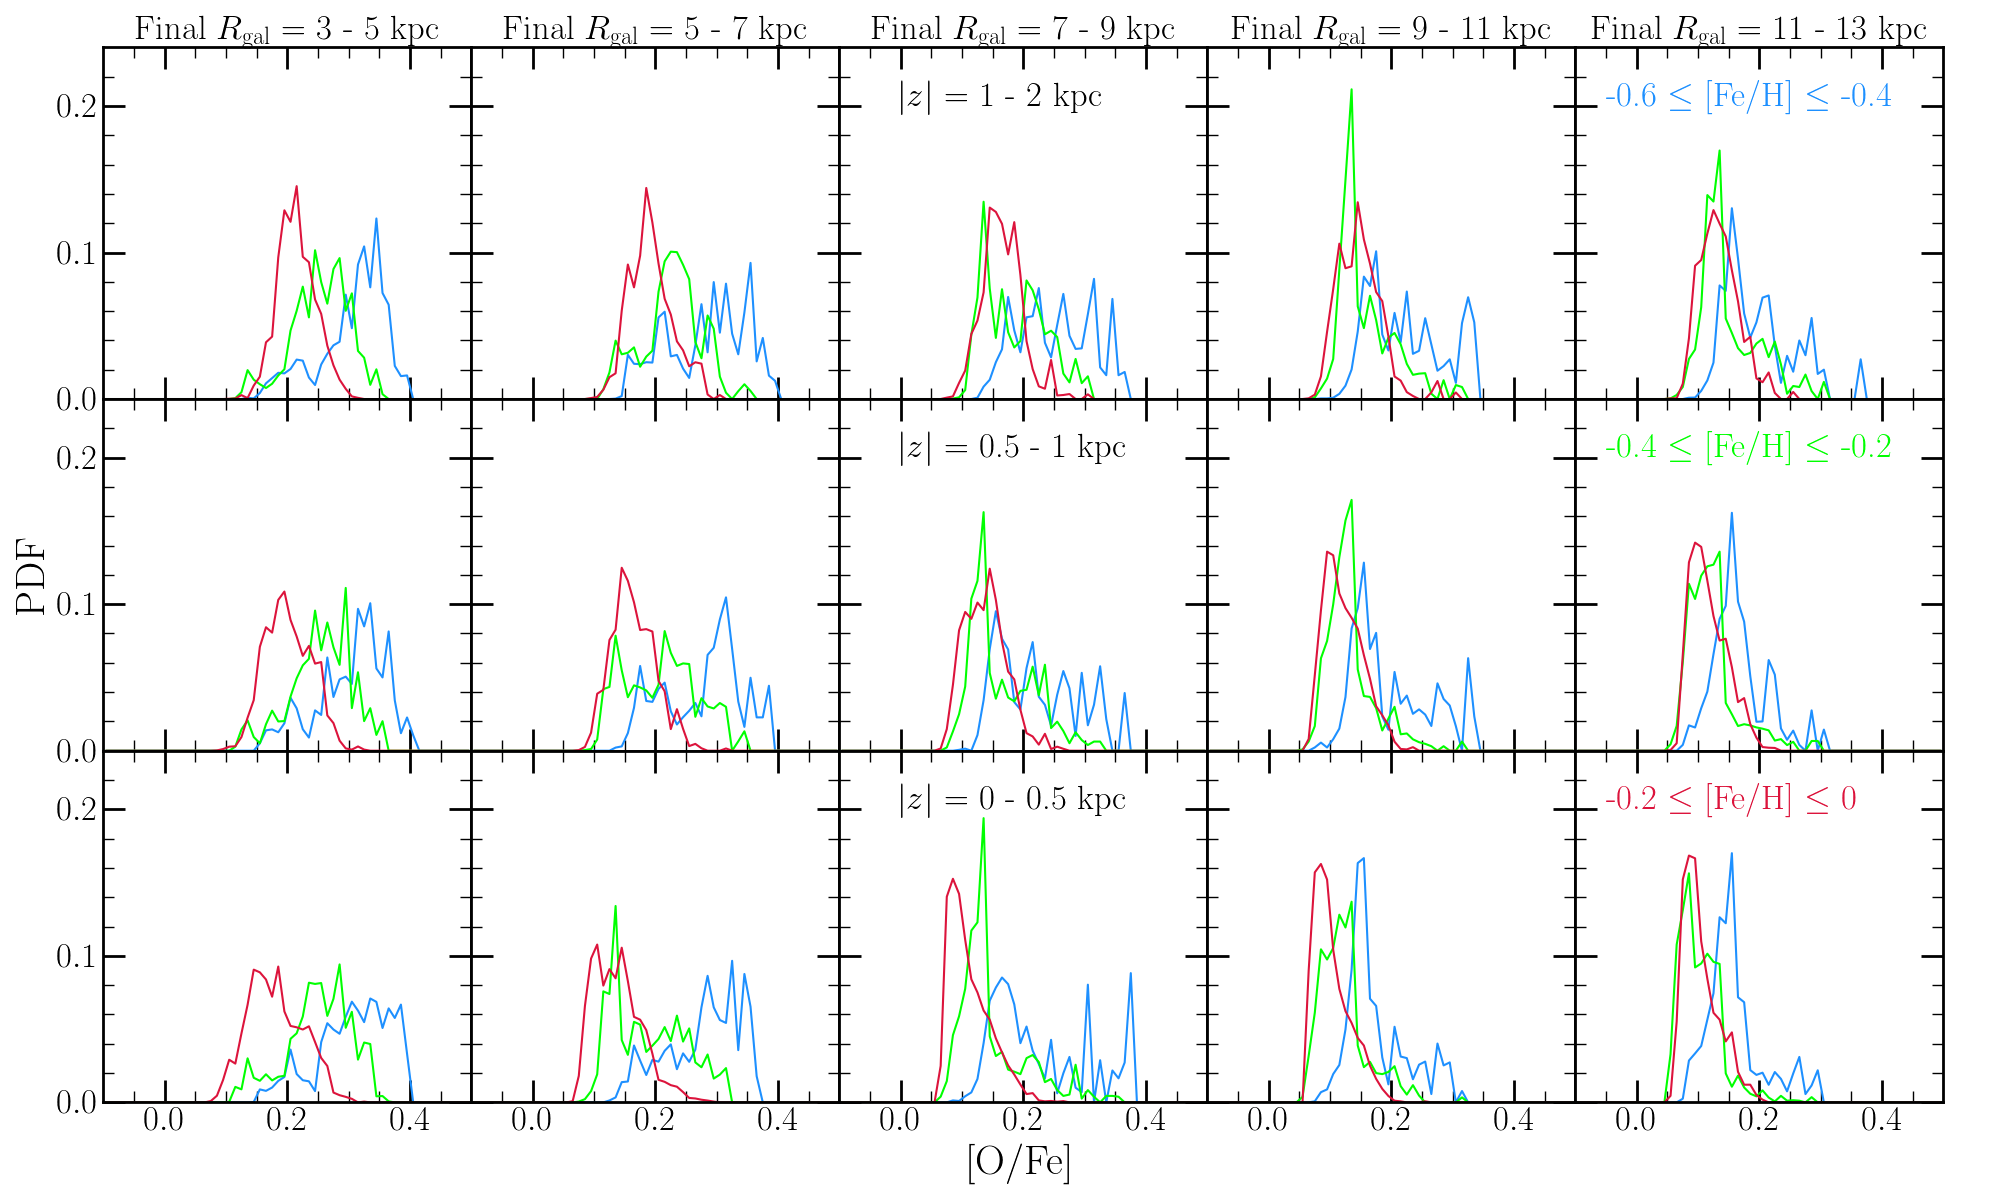 Final R_gal = 3 - 5 kpc
Final R_gal = 5 - 7 kpc
Final R_gal = 7 - 9 kpc
Final R_gal = 9 - 11 kpc
Final R_gal = 11 - 13 kpc
|z| = 1 - 2 kpc
-0.6 ≤ [Fe/H] ≤ -0.4
0.2
0.1
0.0
|z| = 0.5 - 1 kpc
-0.4 ≤ [Fe/H] ≤ -0.2
0.2
0.1
0.0
PDF
|z| = 0 - 0.5 kpc
-0.2 ≤ [Fe/H] ≤ 0
0.2
0.1
0.0
0.0 0.2 0.4
0.0 0.2 0.4
0.0 0.2 0.4
0.0 0.2 0.4
0.0 0.2 0.4
[O/Fe]